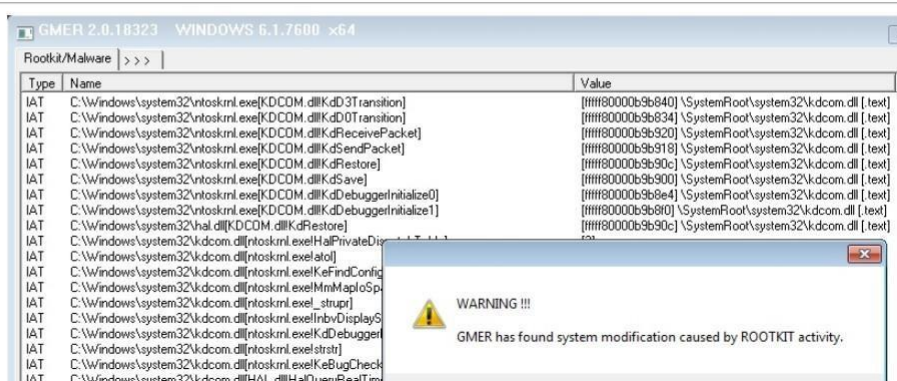 GMER 2.0.18323 WINDOWS 6.1.7600 x64
Rootkit/Malware >>>
Type Name Value
IAT C:\Windows\system32\ntoskrnl.exe[KDCOM.dll!KdD3Transition] [fffff80000b9b840] \SystemRoot\system32\kdcom.dll [.text]
IAT C:\Windows\system32\ntoskrnl.exe[KDCOM.dll!KdD0Transition] [fffff80000b9b834] \SystemRoot\system32\kdcom.dll [.text]
IAT C:\Windows\system32\ntoskrnl.exe[KDCOM.dll!KdReceivePacket] [fffff80000b9b920] \SystemRoot\system32\kdcom.dll [.text]
IAT C:\Windows\system32\ntoskrnl.exe[KDCOM.dll!KdSendPacket] [fffff80000b9b918] \SystemRoot\system32\kdcom.dll [.text]
IAT C:\Windows\system32\ntoskrnl.exe[KDCOM.dll!KdRestore] [fffff80000b9b90c] \SystemRoot\system32\kdcom.dll [.text]
IAT C:\Windows\system32\ntoskrnl.exe[KDCOM.dll!KdSave] [fffff80000b9b900] \SystemRoot\system32\kdcom.dll [.text]
IAT C:\Windows\system32\ntoskrnl.exe[KDCOM.dll!KdDebuggerInitialize0] [fffff80000b9b8e4] \SystemRoot\system32\kdcom.dll [.text]
IAT C:\Windows\system32\ntoskrnl.exe[KDCOM.dll!KdDebuggerInitialize1] [fffff80000b9b8f0] \SystemRoot\system32\kdcom.dll [.text]
IAT C:\Windows\system32\hal.dll[KDCOM.dll!KdRestore] [fffff80000b9b90c] \SystemRoot\system32\kdcom.dll [.text]
IAT C:\Windows\system32\kdcom.dll[ntoskrnl.exe!HalPrivateDispatchTable]
IAT C:\Windows\system32\kdcom.dll[ntoskrnl.exe!atol]
IAT C:\Windows\system32\kdcom.dll[ntoskrnl.exe!KeFindConfig
IAT C:\Windows\system32\kdcom.dll[ntoskrnl.exe!MmMapIoSp
IAT C:\Windows\system32\kdcom.dll[ntoskrnl.exe!_strupr]
IAT C:\Windows\system32\kdcom.dll[ntoskrnl.exe!InbvDisplayS
IAT C:\Windows\system32\kdcom.dll[ntoskrnl.exe!KdDebugger
IAT C:\Windows\system32\kdcom.dll[ntoskrnl.exe!strstr]
IAT C:\Windows\system32\kdcom.dll[ntoskrnl.exe!KeBugCheck
IAT C:\Windows\system32\kdcom.dll[HAL.dll!HalQueryRealTime
WARNING !!!
GMER has found system modification caused by ROOTKIT activity.